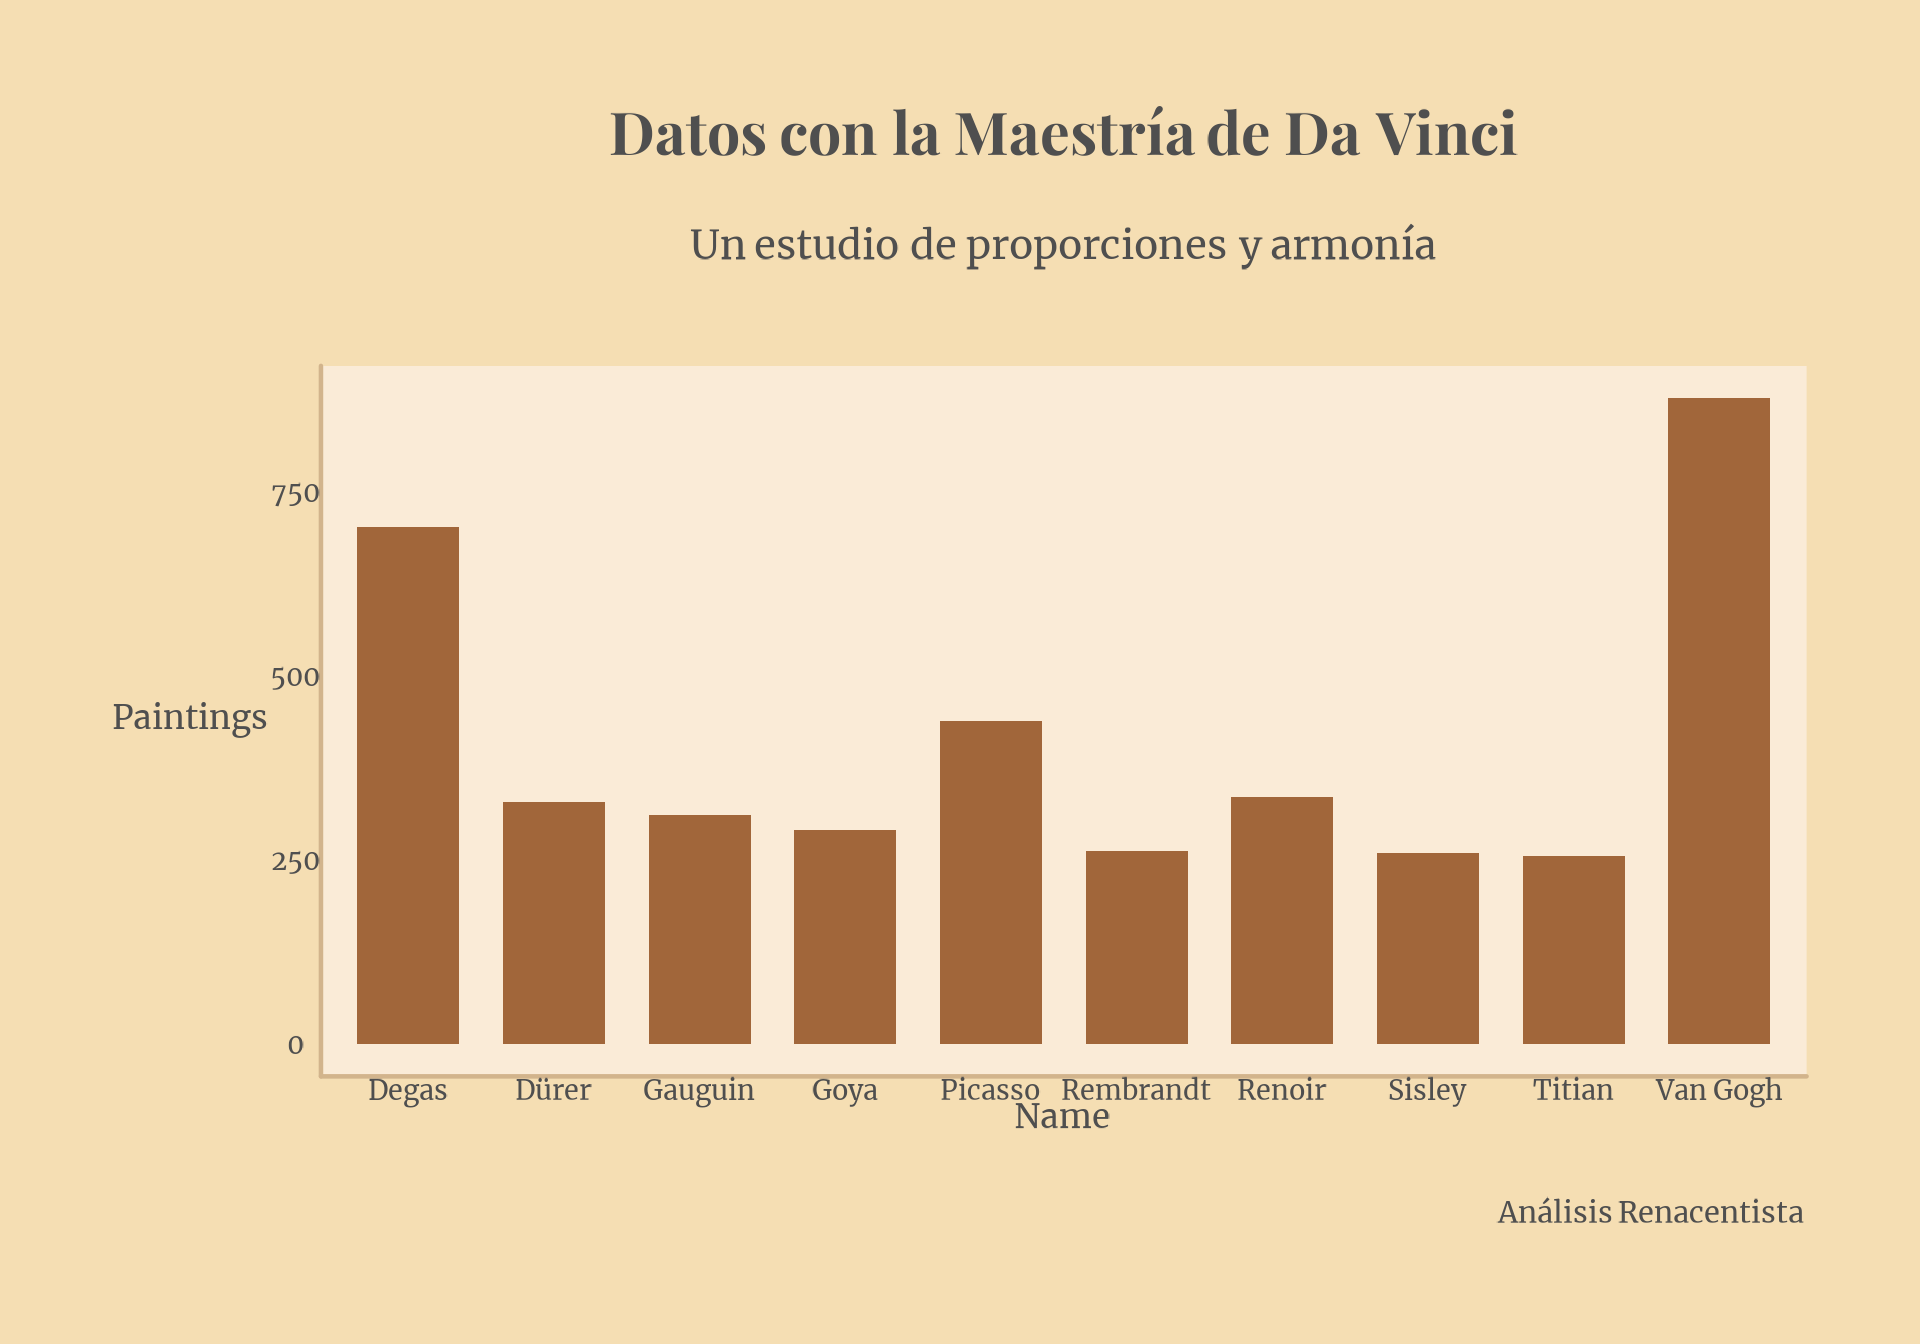 Datos con la Maestría de Da Vinci
Un estudio de proporciones y armonía
750
500
Paintings
250
0
Degas Dürer Gauguin Goya Picasso Rembrandt Renoir Sisley Titian Van Gogh
Name
Análisis Renacentista